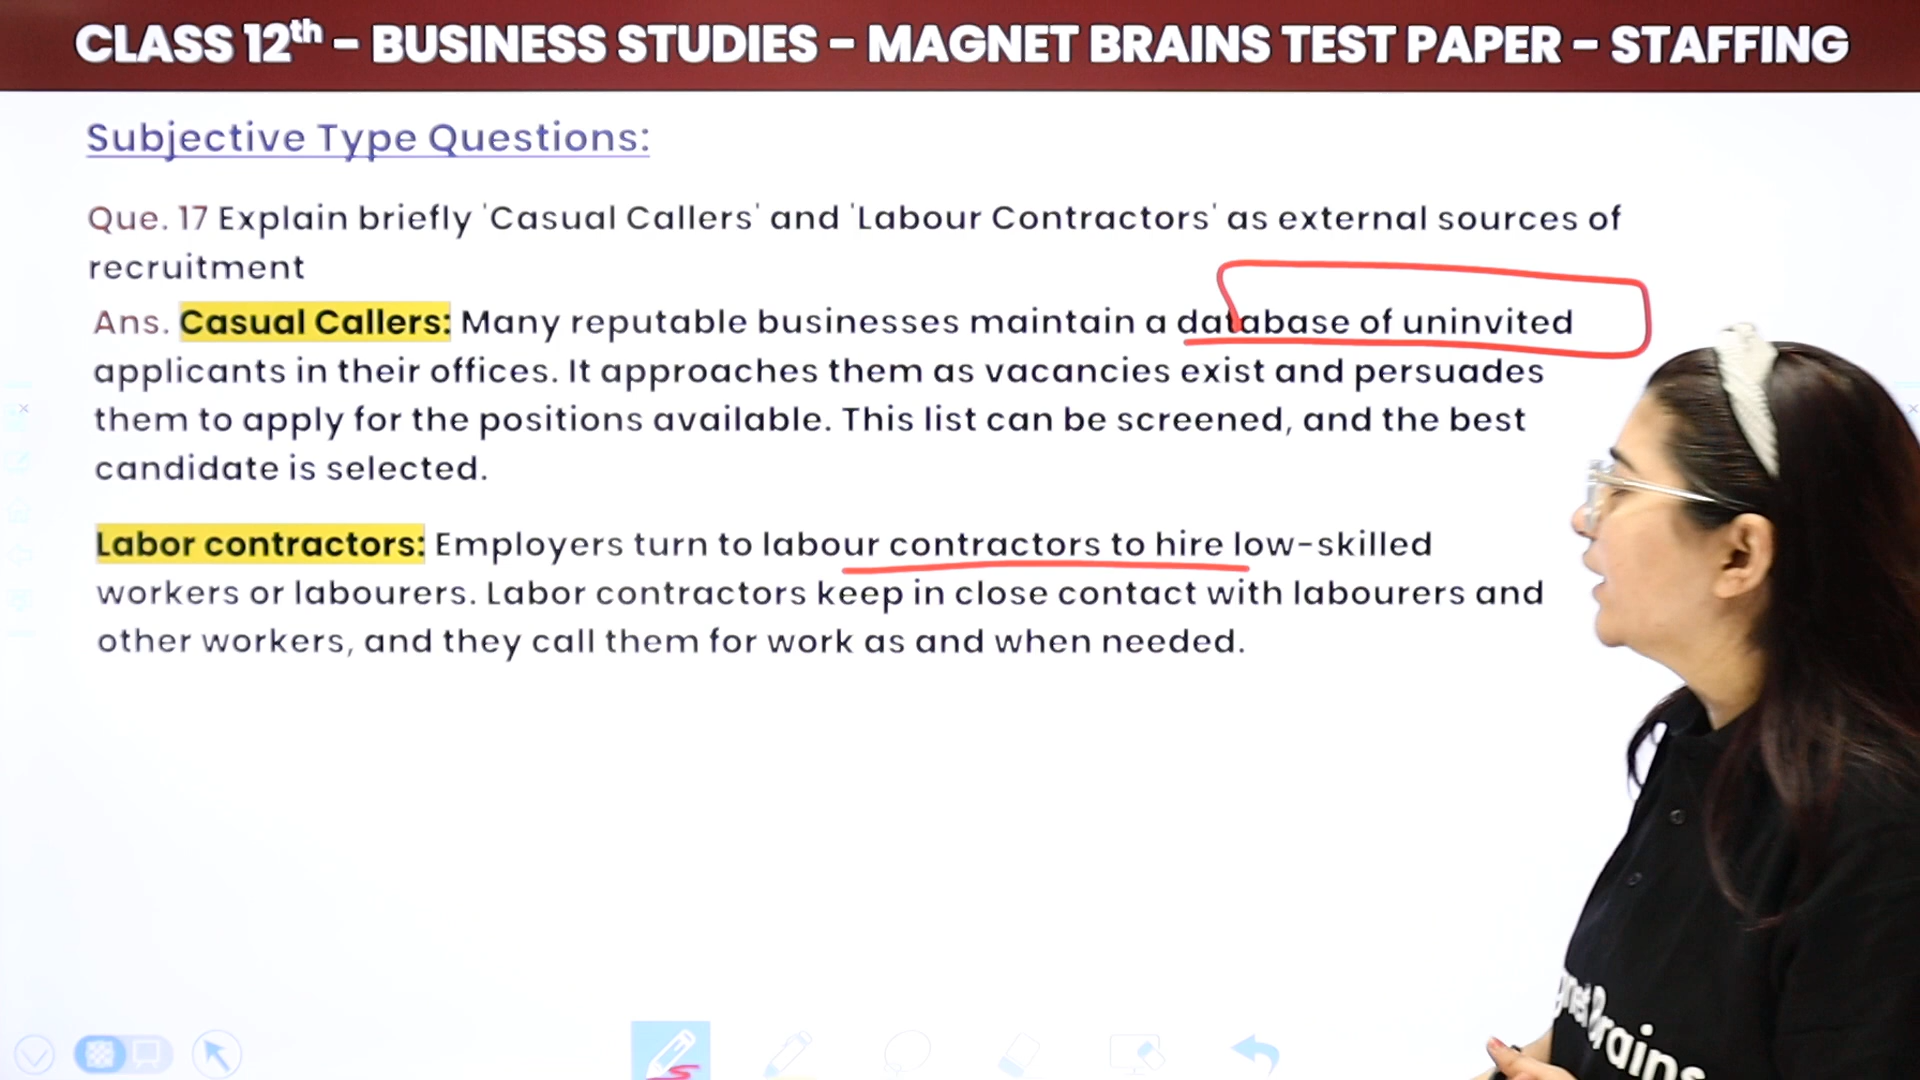 CLASS 12th – BUSINESS STUDIES – MAGNET BRAINS TEST PAPER – STAFFING
Subjective Type Questions:
Que. 17 Explain briefly 'Casual Callers' and 'Labour Contractors' as external sources of
recruitment
Ans. Casual Callers: Many reputable businesses maintain a database of uninvited
applicants in their offices. It approaches them as vacancies exist and persuades
them to apply for the positions available. This list can be screened, and the best
candidate is selected.
Labor contractors: Employers turn to labour contractors to hire low-skilled
workers or labourers. Labor contractors keep in close contact with labourers and
other workers, and they call them for work as and when needed.
Brains